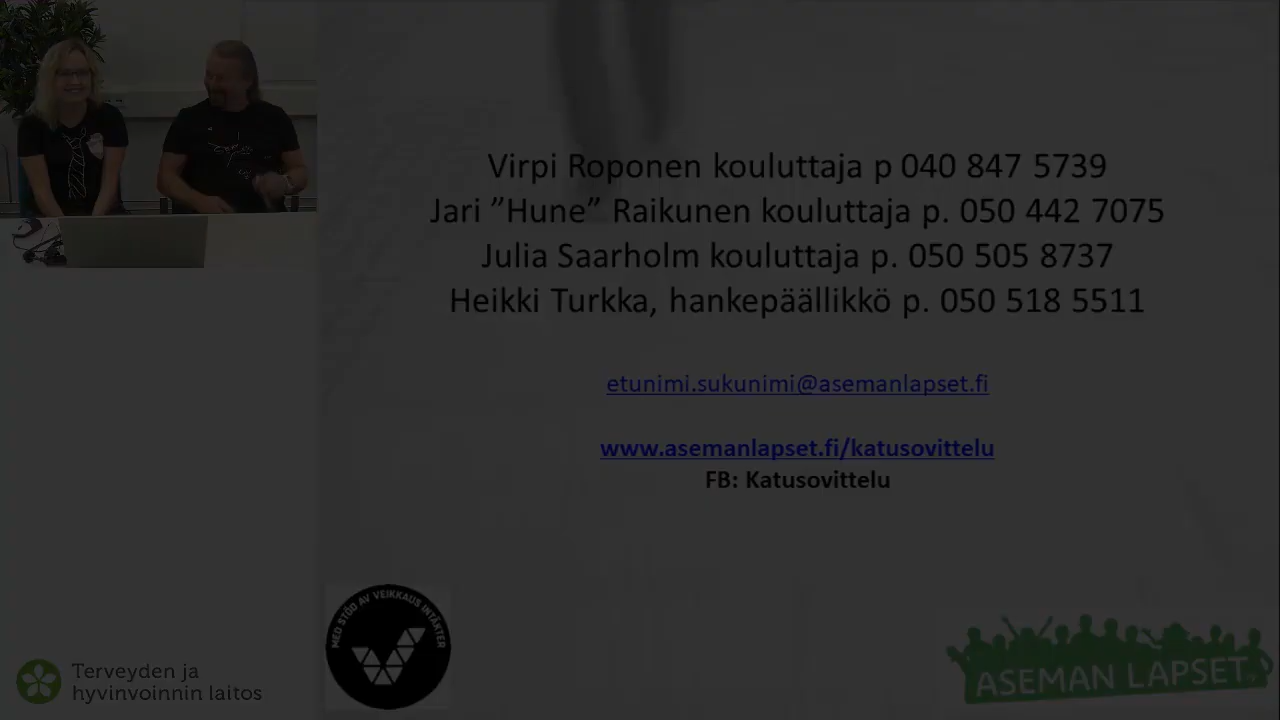 Virpi Roponen kouluttaja p 040 847 5739
Jari ”Hune” Raikunen kouluttaja p. 050 442 7075
Julia Saarholm kouluttaja p. 050 505 8737
Heikki Turkka, hankepäällikkö p. 050 518 5511
etunimi.sukunimi@asemanlapset.fi
www.asemanlapset.fi/katusovittelu
FB: Katusovittelu
MED STÖD AV VEIKKAUS INTÄKTER
Terveyden ja
hyvinvoinnin laitos
ASEMAN LAPSET